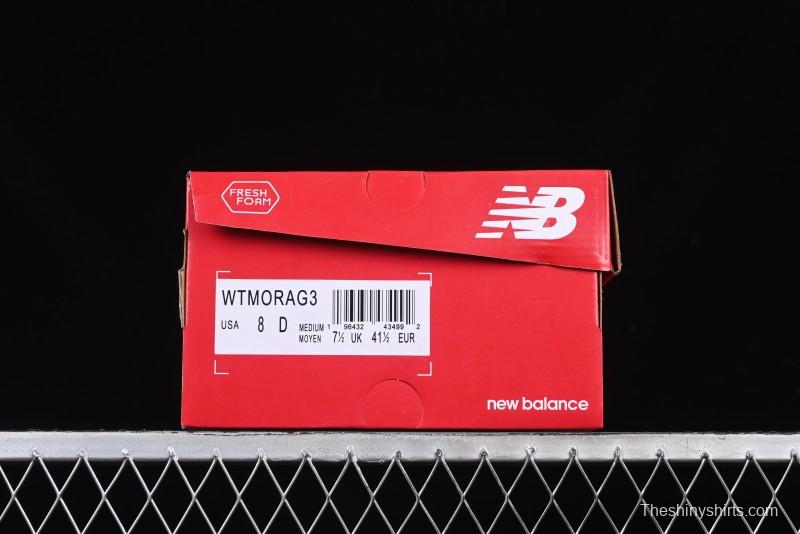 FRESH
FOAM
NB
WTMORAG3
USA 8 D MEDIUM 1 96432 43499 2
MOYEN 7½ UK 41½ EUR
new balance
Theshinyshirts.com